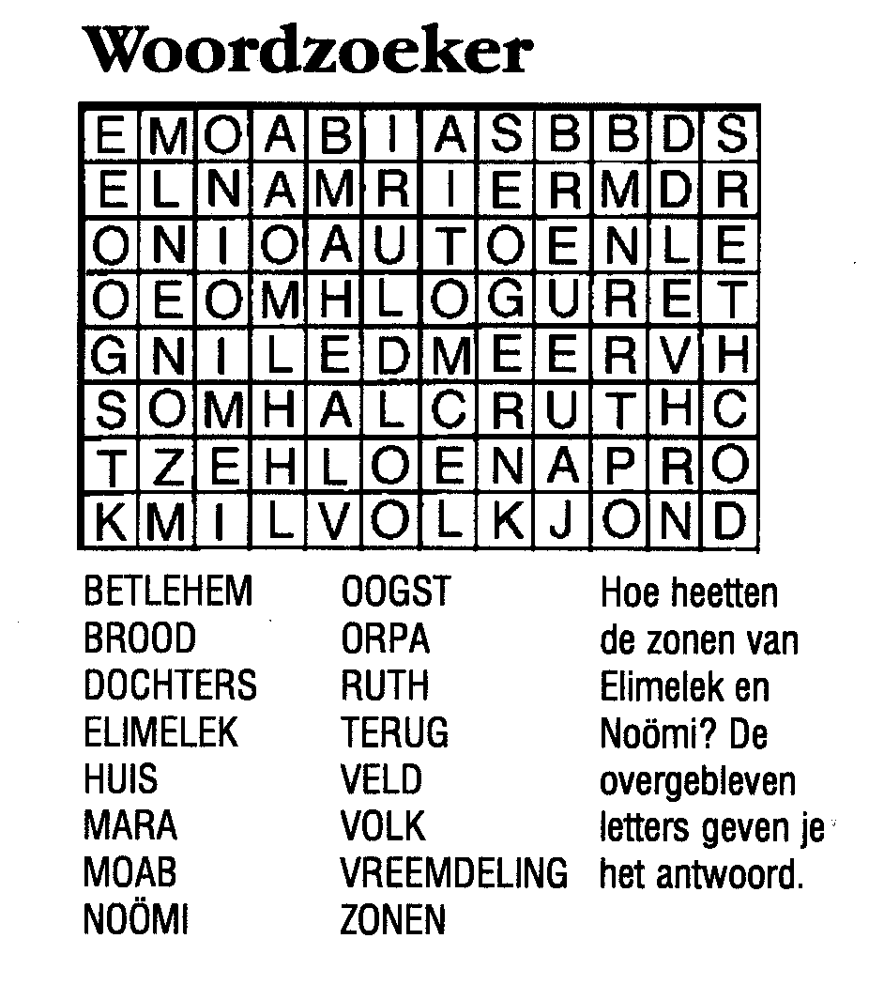 Woordzoeker
E M O A B I A S B B D S
E L N A M R I E R M D R
O N I O A U T O E N L E
O E O M H L O G U R E T
G N I L E D M E E R V H
S O M H A L C R U T H C
T Z E H L O E N A P R O
K M I L V O L K J O N D
BETLEHEM
BROOD
DOCHTERS
ELIMELEK
HUIS
MARA
MOAB
NOÖMI
OOGST
ORPA
RUTH
TERUG
VELD
VOLK
VREEMDELING
ZONEN
Hoe heetten
de zonen van
Elimelek en
Noömi? De
overgebleven
letters geven je
het antwoord.